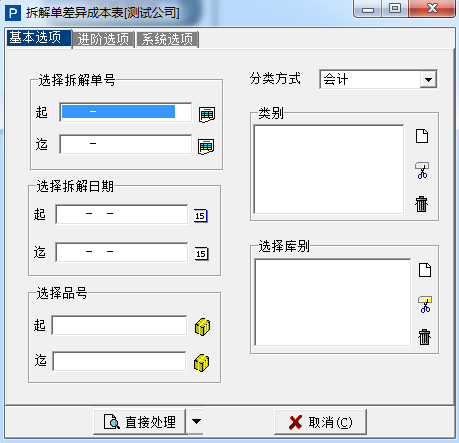 P 拆解单差异成本表[测试公司]
基本选项 进阶选项 系统选项
选择拆解单号
起 -
迄 -
选择拆解日期
起 - - 15
迄 - - 15
选择品号
起
迄
分类方式 会计
类别
选择库别
直接处理 取消(C)